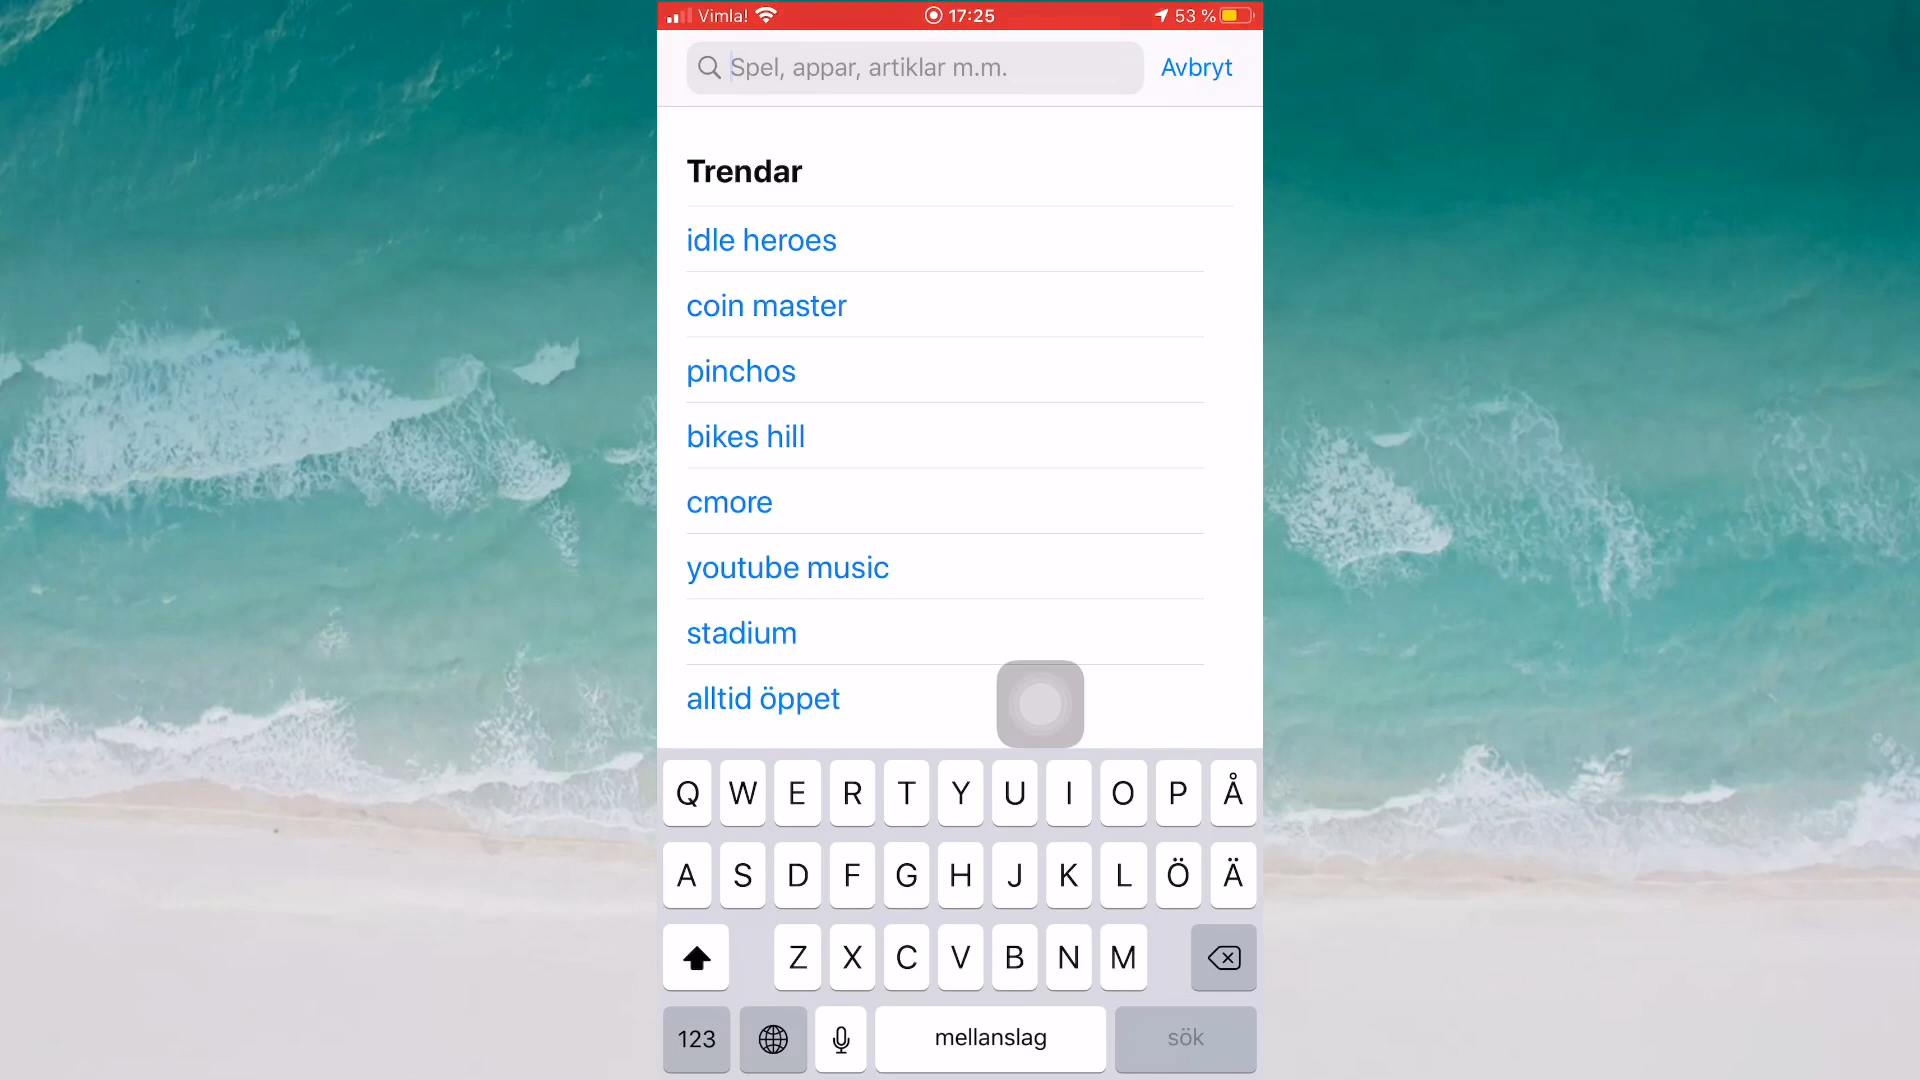 Vimla! 17:25 53 %
Spel, appar, artiklar m.m. Avbryt
Trendar
idle heroes
coin master
pinchos
bikes hill
cmore
youtube music
stadium
alltid öppet
Q W E R T Y U I O P Å
A S D F G H J K L Ö Ä
Z X C V B N M
123 mellanslag sök